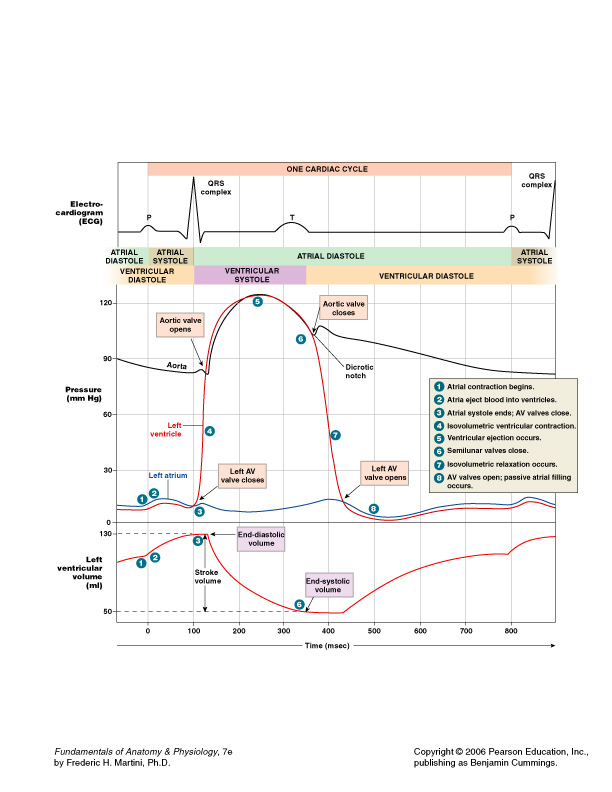 ONE CARDIAC CYCLE
QRS
complex
QRS
complex
Electro-
cardiogram
(ECG)
P
T
P
ATRIAL
DIASTOLE
ATRIAL
SYSTOLE
ATRIAL DIASTOLE
ATRIAL
SYSTOLE
VENTRICULAR
DIASTOLE
VENTRICULAR
SYSTOLE
VENTRICULAR DIASTOLE
120
90
60
30
0
Pressure
(mm Hg)
Aortic valve
opens
Aortic valve
closes
5
6
Aorta
Dicrotic
notch
Left
ventricle
4
7
Left atrium
Left AV
valve closes
Left AV
valve opens
1
2
3
8
1 Atrial contraction begins.
2 Atria eject blood into ventricles.
3 Atrial systole ends; AV valves close.
4 Isovolumetric ventricular contraction.
5 Ventricular ejection occurs.
6 Semilunar valves close.
7 Isovolumetric relaxation occurs.
8 AV valves open; passive atrial filling
occurs.
130
50
Left
ventricular
volume
(ml)
End-diastolic
volume
1
2
3
Stroke
volume
End-systolic
volume
6
0 100 200 300 400 500 600 700 800
Time (msec)
Fundamentals of Anatomy & Physiology, 7e
by Frederic H. Martini, Ph.D.
Copyright © 2006 Pearson Education, Inc.,
publishing as Benjamin Cummings.